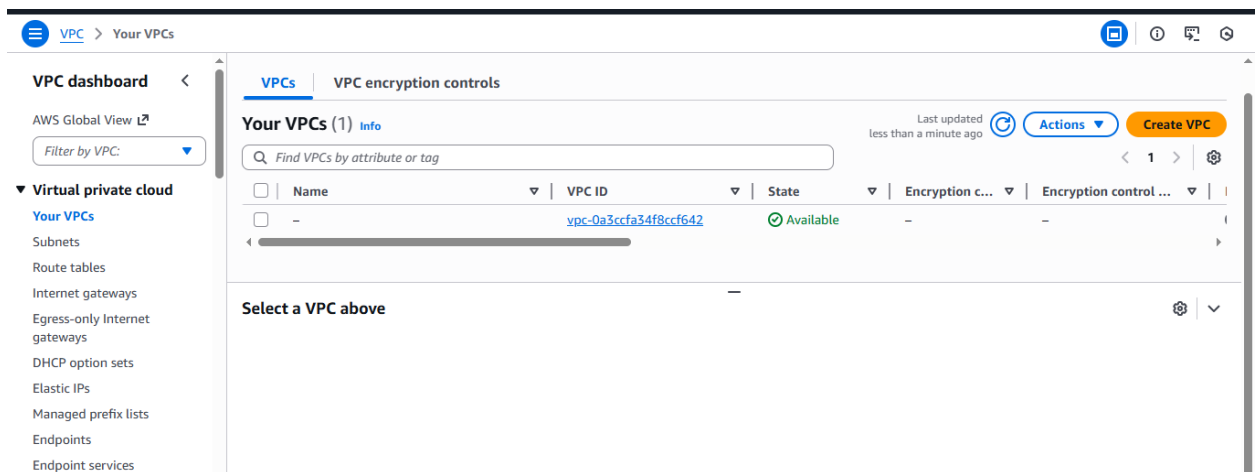 VPC > Your VPCs
VPC dashboard
AWS Global View
Filter by VPC:
Virtual private cloud
Your VPCs
Subnets
Route tables
Internet gateways
Egress-only Internet
gateways
DHCP option sets
Elastic IPs
Managed prefix lists
Endpoints
Endpoint services
VPCs VPC encryption controls
Your VPCs (1) Info
Last updated
less than a minute ago
Actions
Create VPC
Find VPCs by attribute or tag
1
Name VPC ID State Encryption c... Encryption control ...
– vpc-0a3ccfa34f8ccf642 Available – –
Select a VPC above